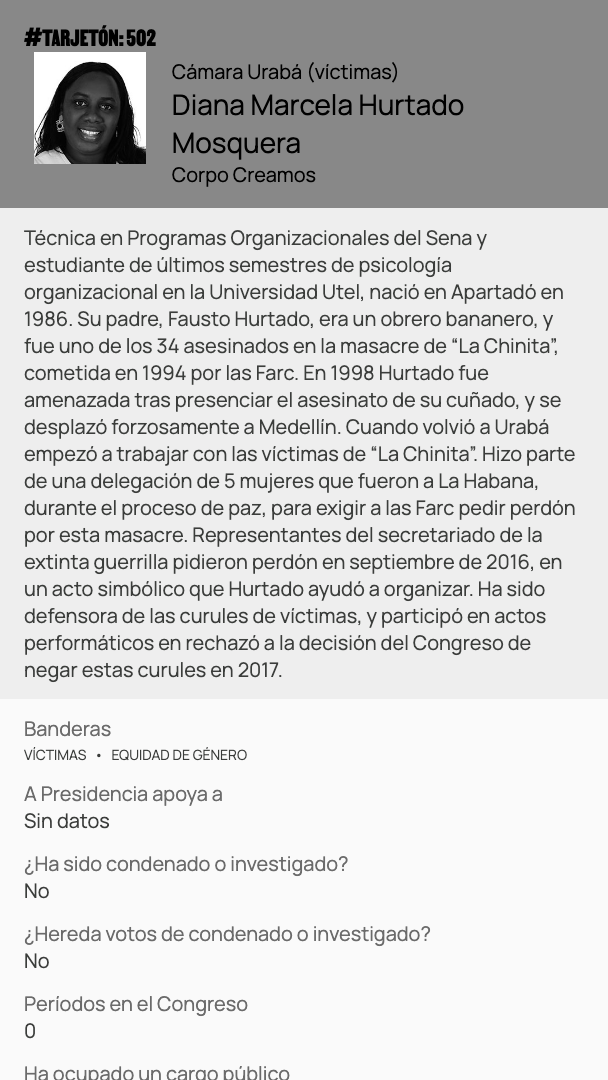 #TARJETÓN: 502
Cámara Urabá (víctimas)
Diana Marcela Hurtado
Mosquera
Corpo Creamos
Técnica en Programas Organizacionales del Sena y
estudiante de últimos semestres de psicología
organizacional en la Universidad Utel, nació en Apartadó en
1986. Su padre, Fausto Hurtado, era un obrero bananero, y
fue uno de los 34 asesinados en la masacre de “La Chinita”,
cometida en 1994 por las Farc. En 1998 Hurtado fue
amenazada tras presenciar el asesinato de su cuñado, y se
desplazó forzosamente a Medellín. Cuando volvió a Urabá
empezó a trabajar con las víctimas de “La Chinita”. Hizo parte
de una delegación de 5 mujeres que fueron a La Habana,
durante el proceso de paz, para exigir a las Farc pedir perdón
por esta masacre. Representantes del secretariado de la
extinta guerrilla pidieron perdón en septiembre de 2016, en
un acto simbólico que Hurtado ayudó a organizar. Ha sido
defensora de las curules de víctimas, y participó en actos
performáticos en rechazó a la decisión del Congreso de
negar estas curules en 2017.
Banderas
VÍCTIMAS • EQUIDAD DE GÉNERO
A Presidencia apoya a
Sin datos
¿Ha sido condenado o investigado?
No
¿Hereda votos de condenado o investigado?
No
Períodos en el Congreso
0
Ha ocupado un cargo público